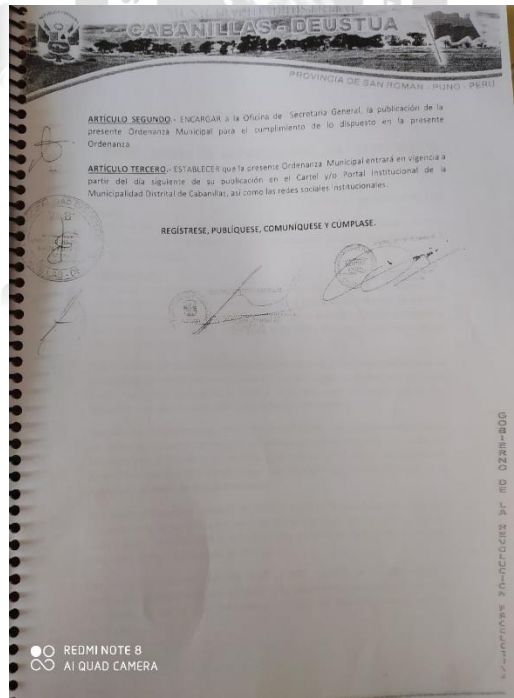 CABANILLAS - DEUSTUA
PROVINCIA DE SAN ROMAN - PUNO - PERU
ARTÍCULO SEGUNDO.- ENCARGAR a la Oficina de Secretaria General, la publicación de la
presente Ordenanza Municipal para el cumplimiento de lo dispuesto en la presente
Ordenanza
ARTÍCULO TERCERO.- ESTABLECER que la presente Ordenanza Municipal entrará en vigencia a
partir del día siguiente de su publicación en el Cartel y/o Portal Institucional de la
Municipalidad Distrital de Cabanillas, así como las redes sociales institucionales.
REGÍSTRESE, PUBLÍQUESE, COMUNÍQUESE Y CÚMPLASE.
GOBIERNO DE LA
REDMI NOTE 8
AI QUAD CAMERA